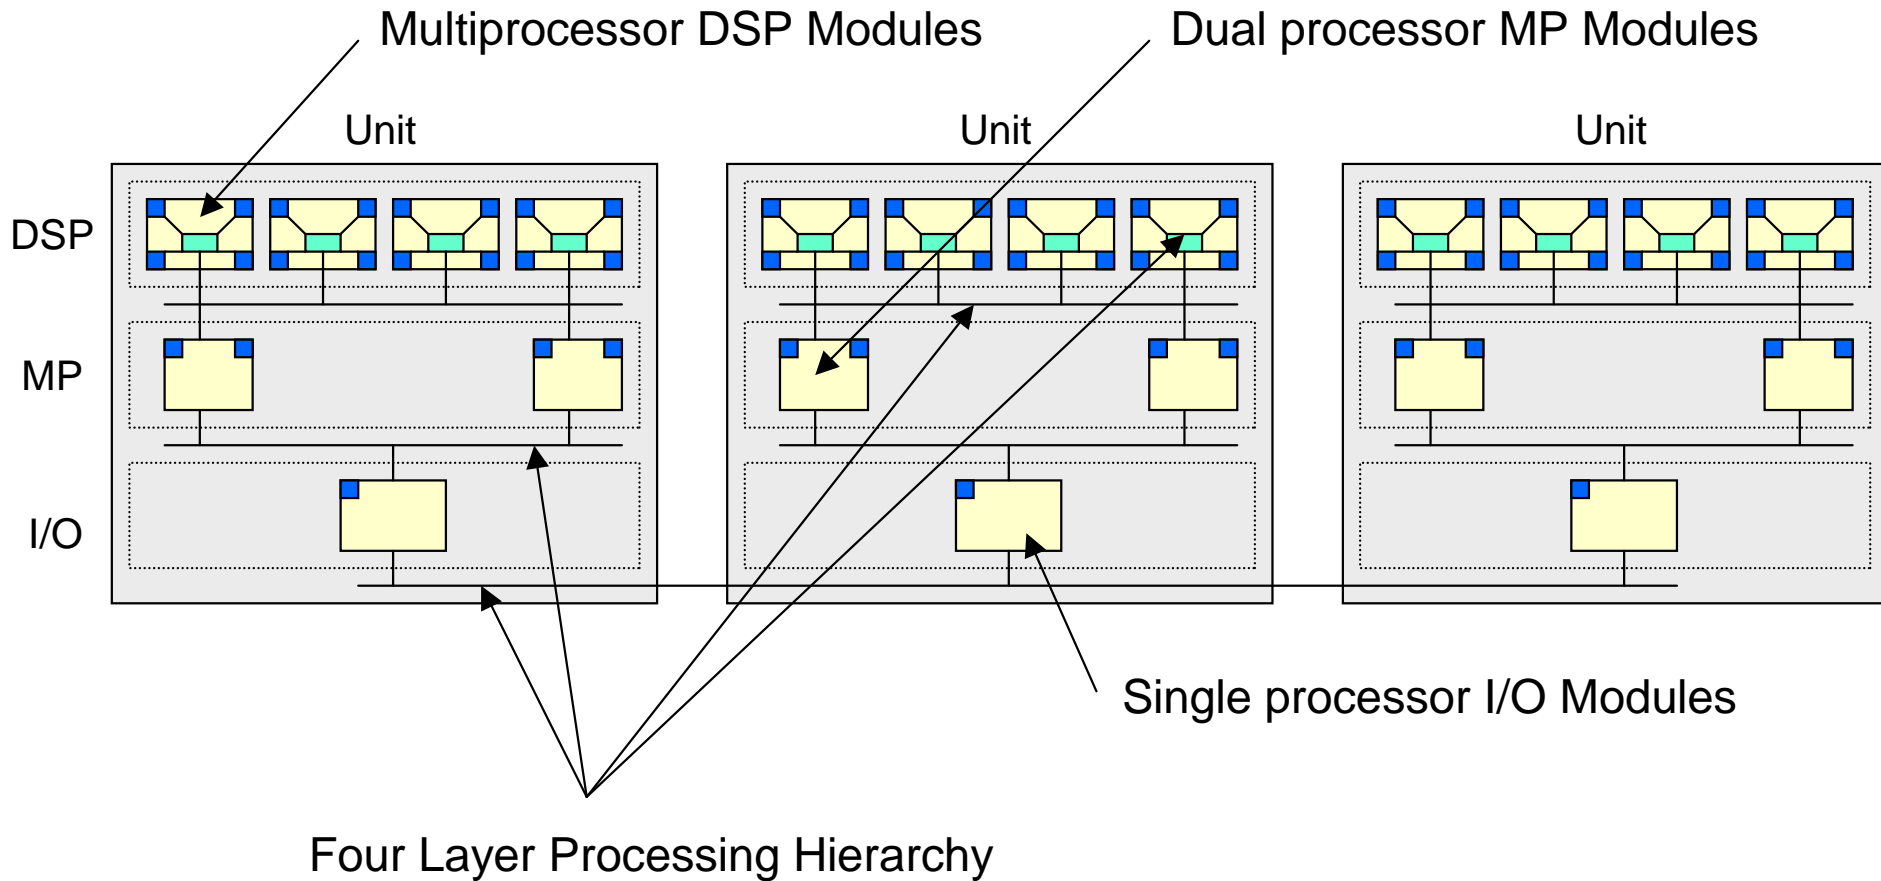 Multiprocessor DSP Modules
Dual processor MP Modules
Unit
Unit
Unit
DSP
MP
I/O
Single processor I/O Modules
Four Layer Processing Hierarchy